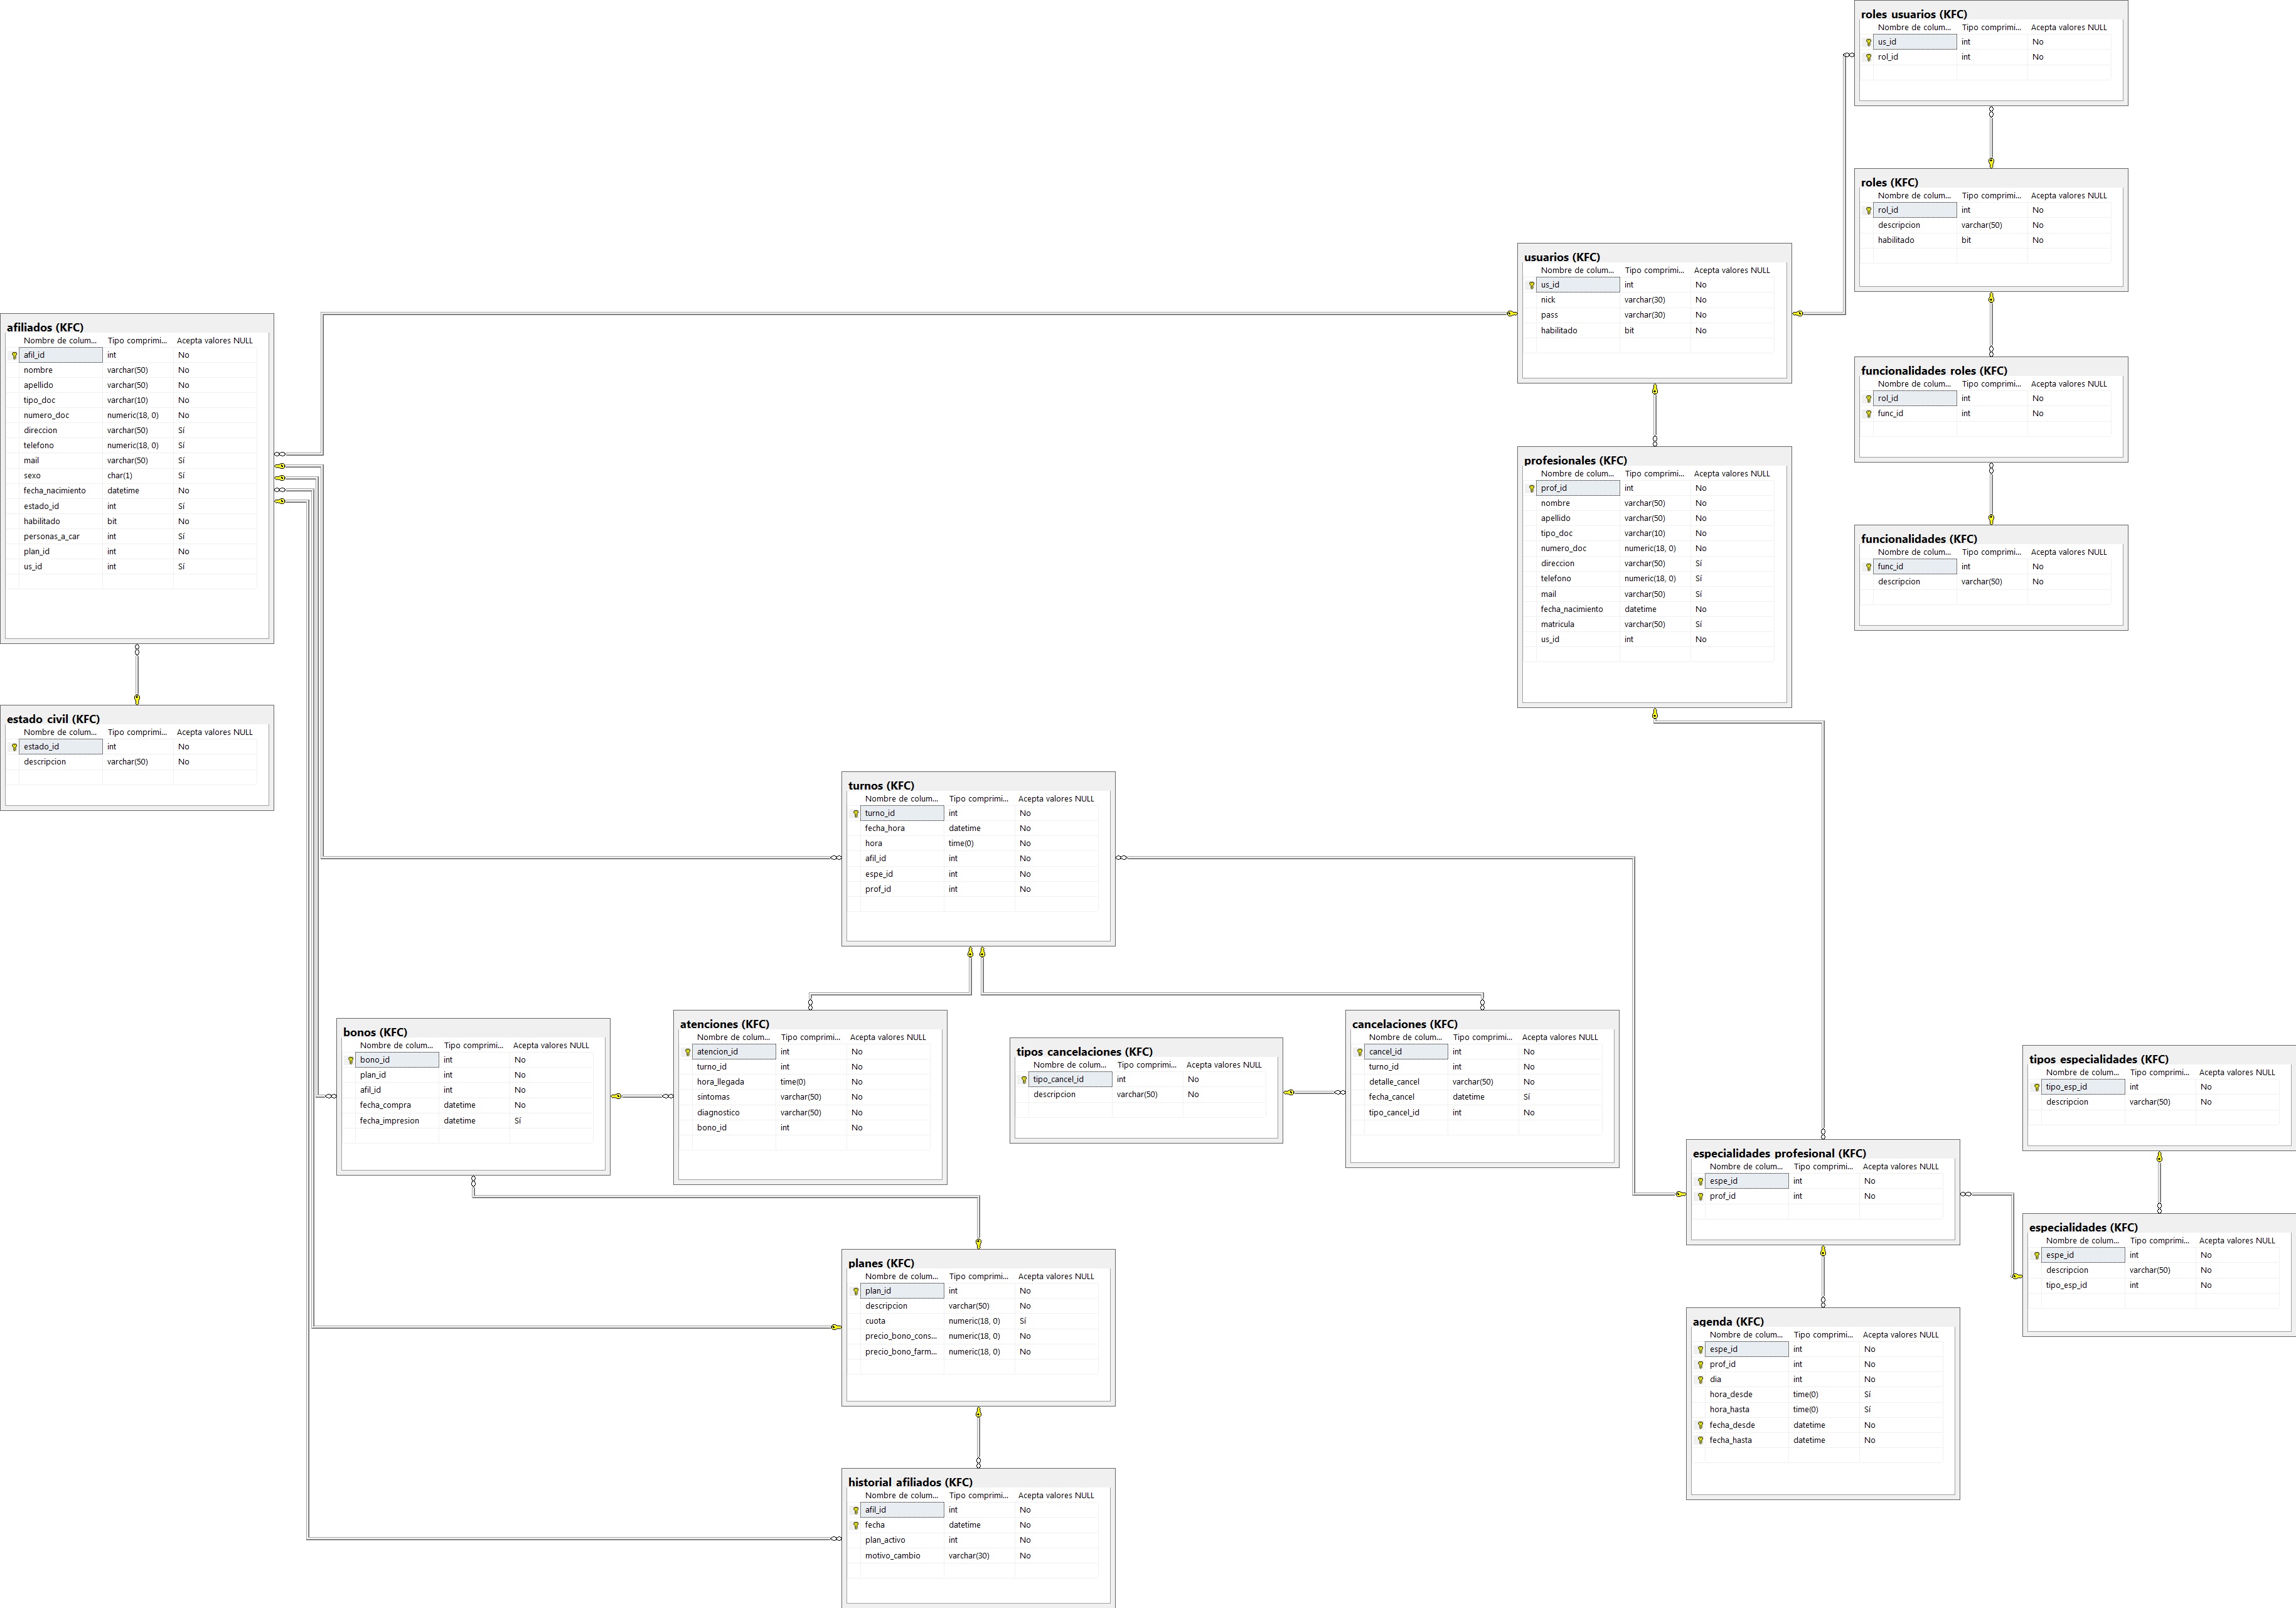 roles_usuarios (KFC)
Nombre de colum... Tipo comprimi... Acepta valores NULL
us_id int No
rol_id int No
roles (KFC)
Nombre de colum... Tipo comprimi... Acepta valores NULL
rol_id int No
descripcion varchar(50) No
habilitado bit No
usuarios (KFC)
Nombre de colum... Tipo comprimi... Acepta valores NULL
us_id int No
nick varchar(30) No
pass varchar(30) No
habilitado bit No
afiliados (KFC)
Nombre de colum... Tipo comprimi... Acepta valores NULL
afil_id int No
nombre varchar(50) No
apellido varchar(50) No
tipo_doc varchar(10) No
numero_doc numeric(18, 0) No
direccion varchar(50) Sí
telefono numeric(18, 0) Sí
mail varchar(50) Sí
sexo char(1) Sí
fecha_nacimiento datetime No
estado_id int Sí
habilitado bit No
personas_a_car int Sí
plan_id int No
us_id int Sí
funcionalidades_roles (KFC)
Nombre de colum... Tipo comprimi... Acepta valores NULL
rol_id int No
func_id int No
profesionales (KFC)
Nombre de colum... Tipo comprimi... Acepta valores NULL
prof_id int No
nombre varchar(50) No
apellido varchar(50) No
tipo_doc varchar(10) No
numero_doc numeric(18, 0) No
direccion varchar(50) Sí
telefono numeric(18, 0) Sí
mail varchar(50) Sí
fecha_nacimiento datetime No
matricula varchar(50) Sí
us_id int No
funcionalidades (KFC)
Nombre de colum... Tipo comprimi... Acepta valores NULL
func_id int No
descripcion varchar(50) No
estado_civil (KFC)
Nombre de colum... Tipo comprimi... Acepta valores NULL
estado_id int No
descripcion varchar(50) No
turnos (KFC)
Nombre de colum... Tipo comprimi... Acepta valores NULL
turno_id int No
fecha_hora datetime No
hora time(0) No
afil_id int No
espe_id int No
prof_id int No
bonos (KFC)
Nombre de colum... Tipo comprimi... Acepta valores NULL
bono_id int No
plan_id int No
afil_id int No
fecha_compra datetime No
fecha_impresion datetime Sí
atenciones (KFC)
Nombre de colum... Tipo comprimi... Acepta valores NULL
atencion_id int No
turno_id int No
hora_llegada time(0) No
sintomas varchar(50) No
diagnostico varchar(50) No
bono_id int No
tipos_cancelaciones (KFC)
Nombre de colum... Tipo comprimi... Acepta valores NULL
tipo_cancel_id int No
descripcion varchar(50) No
cancelaciones (KFC)
Nombre de colum... Tipo comprimi... Acepta valores NULL
cancel_id int No
turno_id int No
detalle_cancel varchar(50) No
fecha_cancel datetime Sí
tipo_cancel_id int No
tipos_especialidades (KFC)
Nombre de colum... Tipo comprimi... Acepta valores NULL
tipo_esp_id int No
descripcion varchar(50) No
especialidades_profesional (KFC)
Nombre de colum... Tipo comprimi... Acepta valores NULL
espe_id int No
prof_id int No
especialidades (KFC)
Nombre de colum... Tipo comprimi... Acepta valores NULL
espe_id int No
descripcion varchar(50) No
tipo_esp_id int No
planes (KFC)
Nombre de colum... Tipo comprimi... Acepta valores NULL
plan_id int No
descripcion varchar(50) No
cuota numeric(18, 0) Sí
precio_bono_cons... numeric(18, 0) No
precio_bono_farm... numeric(18, 0) No
agenda (KFC)
Nombre de colum... Tipo comprimi... Acepta valores NULL
espe_id int No
prof_id int No
dia int No
hora_desde time(0) Sí
hora_hasta time(0) Sí
fecha_desde datetime No
fecha_hasta datetime No
historial_afiliados (KFC)
Nombre de colum... Tipo comprimi... Acepta valores NULL
afil_id int No
fecha datetime No
plan_activo int No
motivo_cambio varchar(30) No